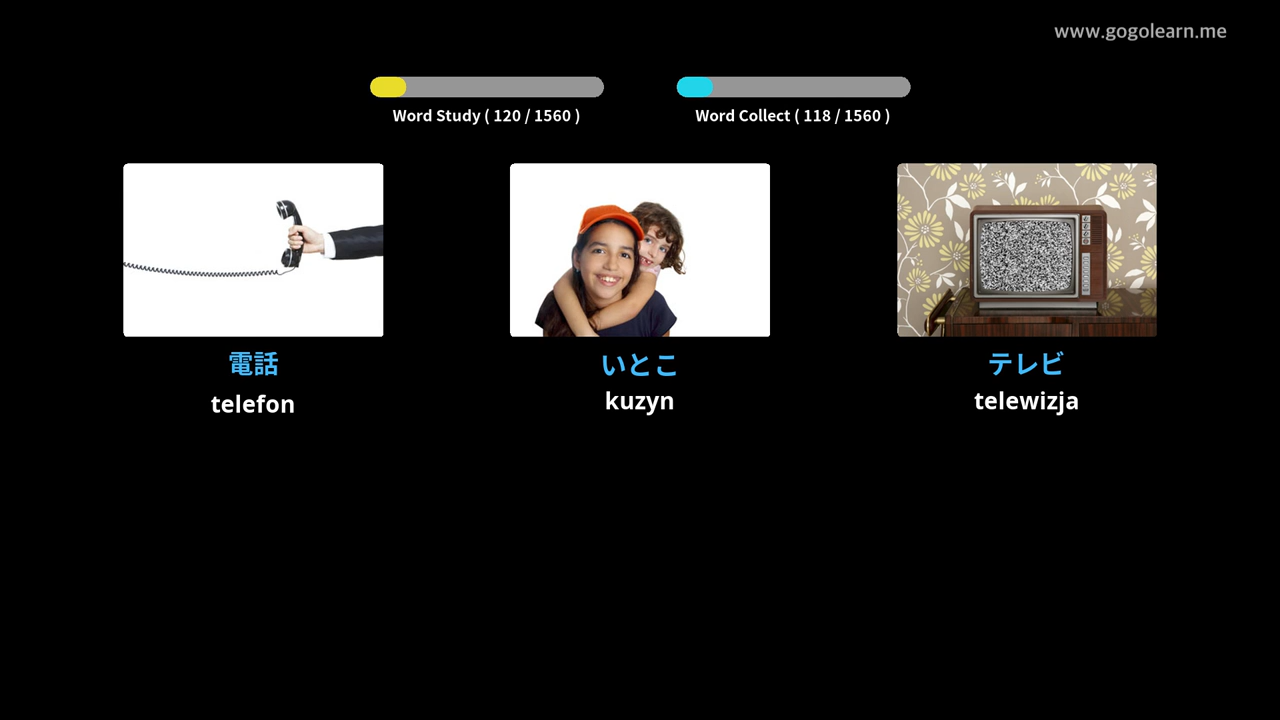 www.gogolearn.me
Word Study ( 120 / 1560 )
Word Collect ( 118 / 1560 )
電話
telefon
いとこ
kuzyn
テレビ
telewizja